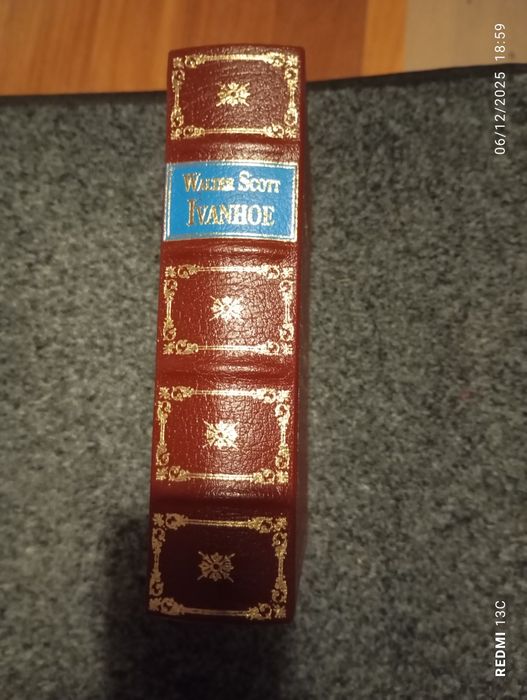 WALTER SCOTT
IVANHOE
06/12/2025 18:59
REDMI 13C